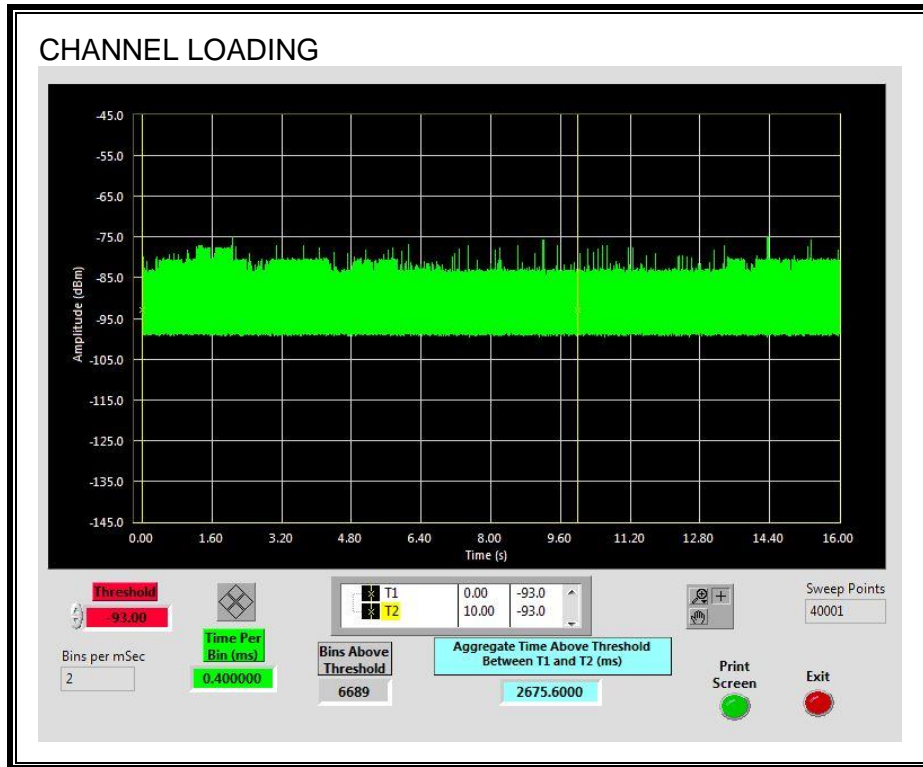 CHANNEL LOADING
Amplitude (dBm)
-45.0
-55.0
-65.0
-75.0
-85.0
-95.0
-105.0
-115.0
-125.0
-135.0
-145.0
0.00 1.60 3.20 4.80 6.40 8.00 9.60 11.20 12.80 14.40 16.00
Time (s)
Threshold
-93.00
Bins per mSec
2
Time Per
Bin (ms)
0.400000
T1 0.00 -93.0
T2 10.00 -93.0
Bins Above
Threshold
6689
Aggregate Time Above Threshold
Between T1 and T2 (ms)
2675.6000
Print
Screen
Sweep Points
40001
Exit